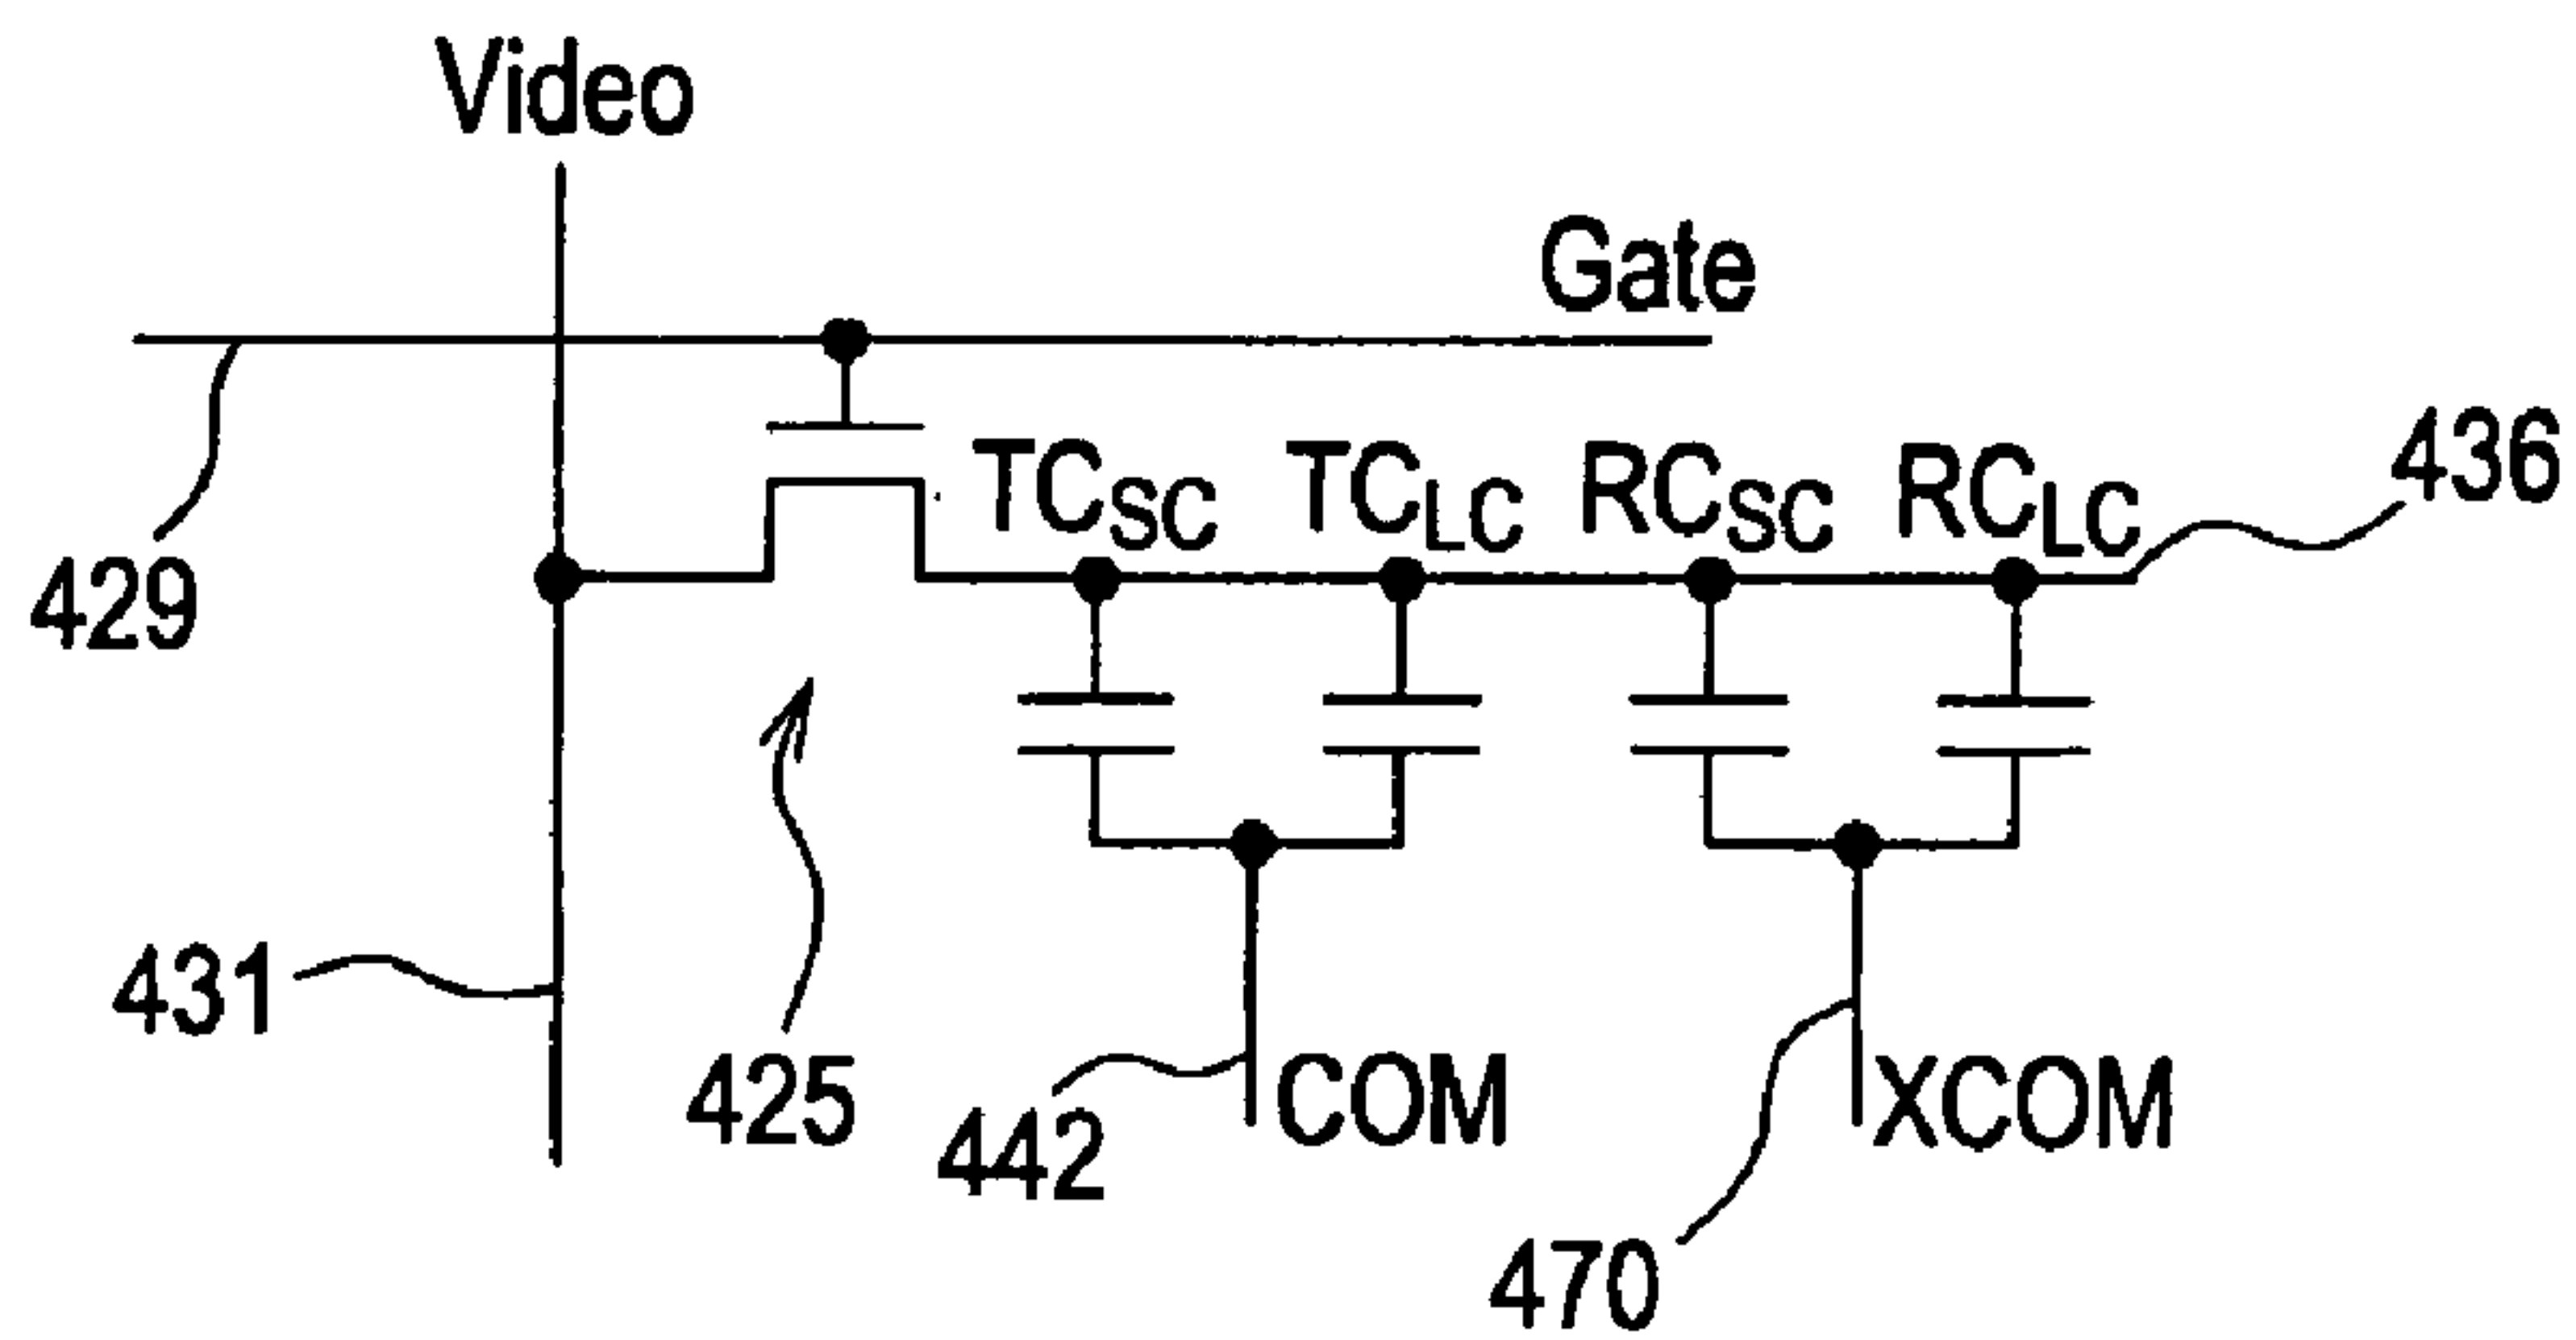 Video
Gate
TCSC TCLC RCSC RCLC 436
429
431
425
442 COM
XCOM
470